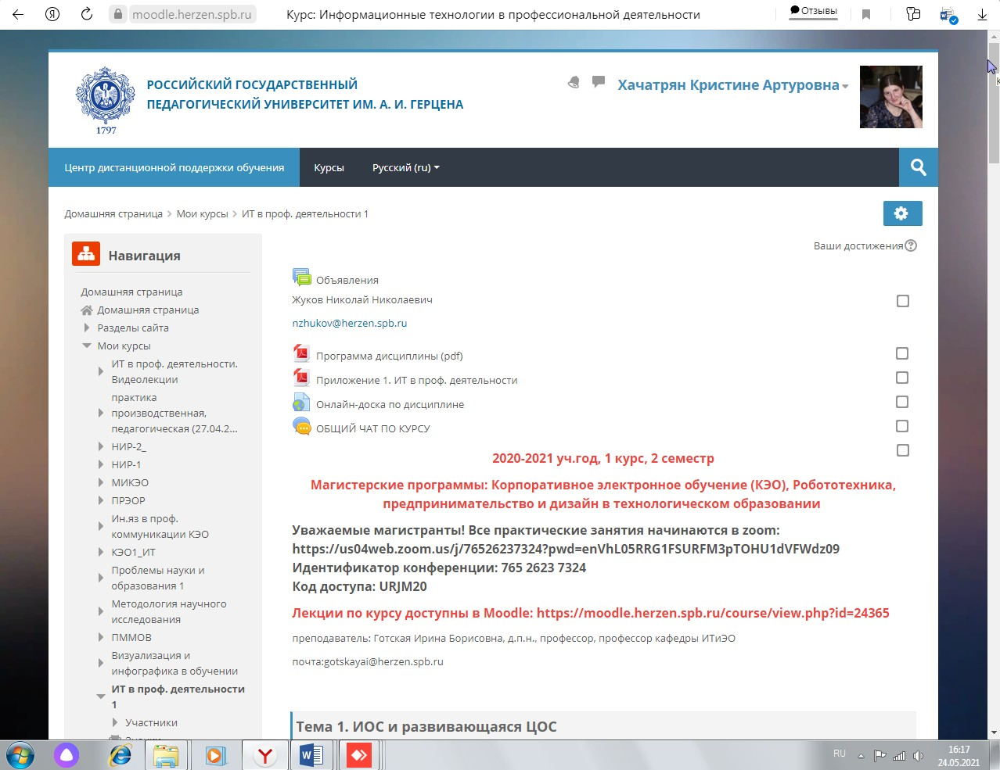 moodle.herzen.spb.ru
Курс: Информационные технологии в профессиональной деятельности
Отзывы
1797
РОССИЙСКИЙ ГОСУДАРСТВЕННЫЙ
ПЕДАГОГИЧЕСКИЙ УНИВЕРСИТЕТ ИМ. А. И. ГЕРЦЕНА
Хачатрян Кристине Артуровна
Центр дистанционной поддержки обучения
Курсы
Русский (ru)
Домашняя страница
Мои курсы
ИТ в проф. деятельности 1
Навигация
Домашняя страница
Домашняя страница
Разделы сайта
Мои курсы
ИТ в проф. деятельности.
Видеолекции
практика
производственная,
педагогическая (27.04.2...
НИР-2_
НИР-1
МИКЭО
ПРЭОР
Ин.яз в проф.
коммуникации КЭО
КЭО1_ИТ
Проблемы науки и
образования 1
Методология научного
исследования
ПММОВ
Визуализация и
инфографика в обучении
ИТ в проф. деятельности
1
Участники
Ваши достижения
Объявления
Жуков Николай Николаевич
nzhukov@herzen.spb.ru
Программа дисциплины (pdf)
Приложение 1. ИТ в проф. деятельности
Онлайн-доска по дисциплине
ОБЩИЙ ЧАТ ПО КУРСУ
2020-2021 уч.год, 1 курс, 2 семестр
Магистерские программы: Корпоративное электронное обучение (КЭО), Робототехника,
предпринимательство и дизайн в технологическом образовании
Уважаемые магистранты! Все практические занятия начинаются в zoom:
https://us04web.zoom.us/j/76526237324?pwd=enVhL05RRG1FSURFM3pTOHU1dVFWdz09
Идентификатор конференции: 765 2623 7324
Код доступа: URJM20
Лекции по курсу доступны в Moodle: https://moodle.herzen.spb.ru/course/view.php?id=24365
преподаватель: Готская Ирина Борисовна, д.п.н., профессор, профессор кафедры ИТиЭО
почта:gotskayai@herzen.spb.ru
Тема 1. ИОС и развивающаяся ЦОС
RU
16:17
24.05.2021